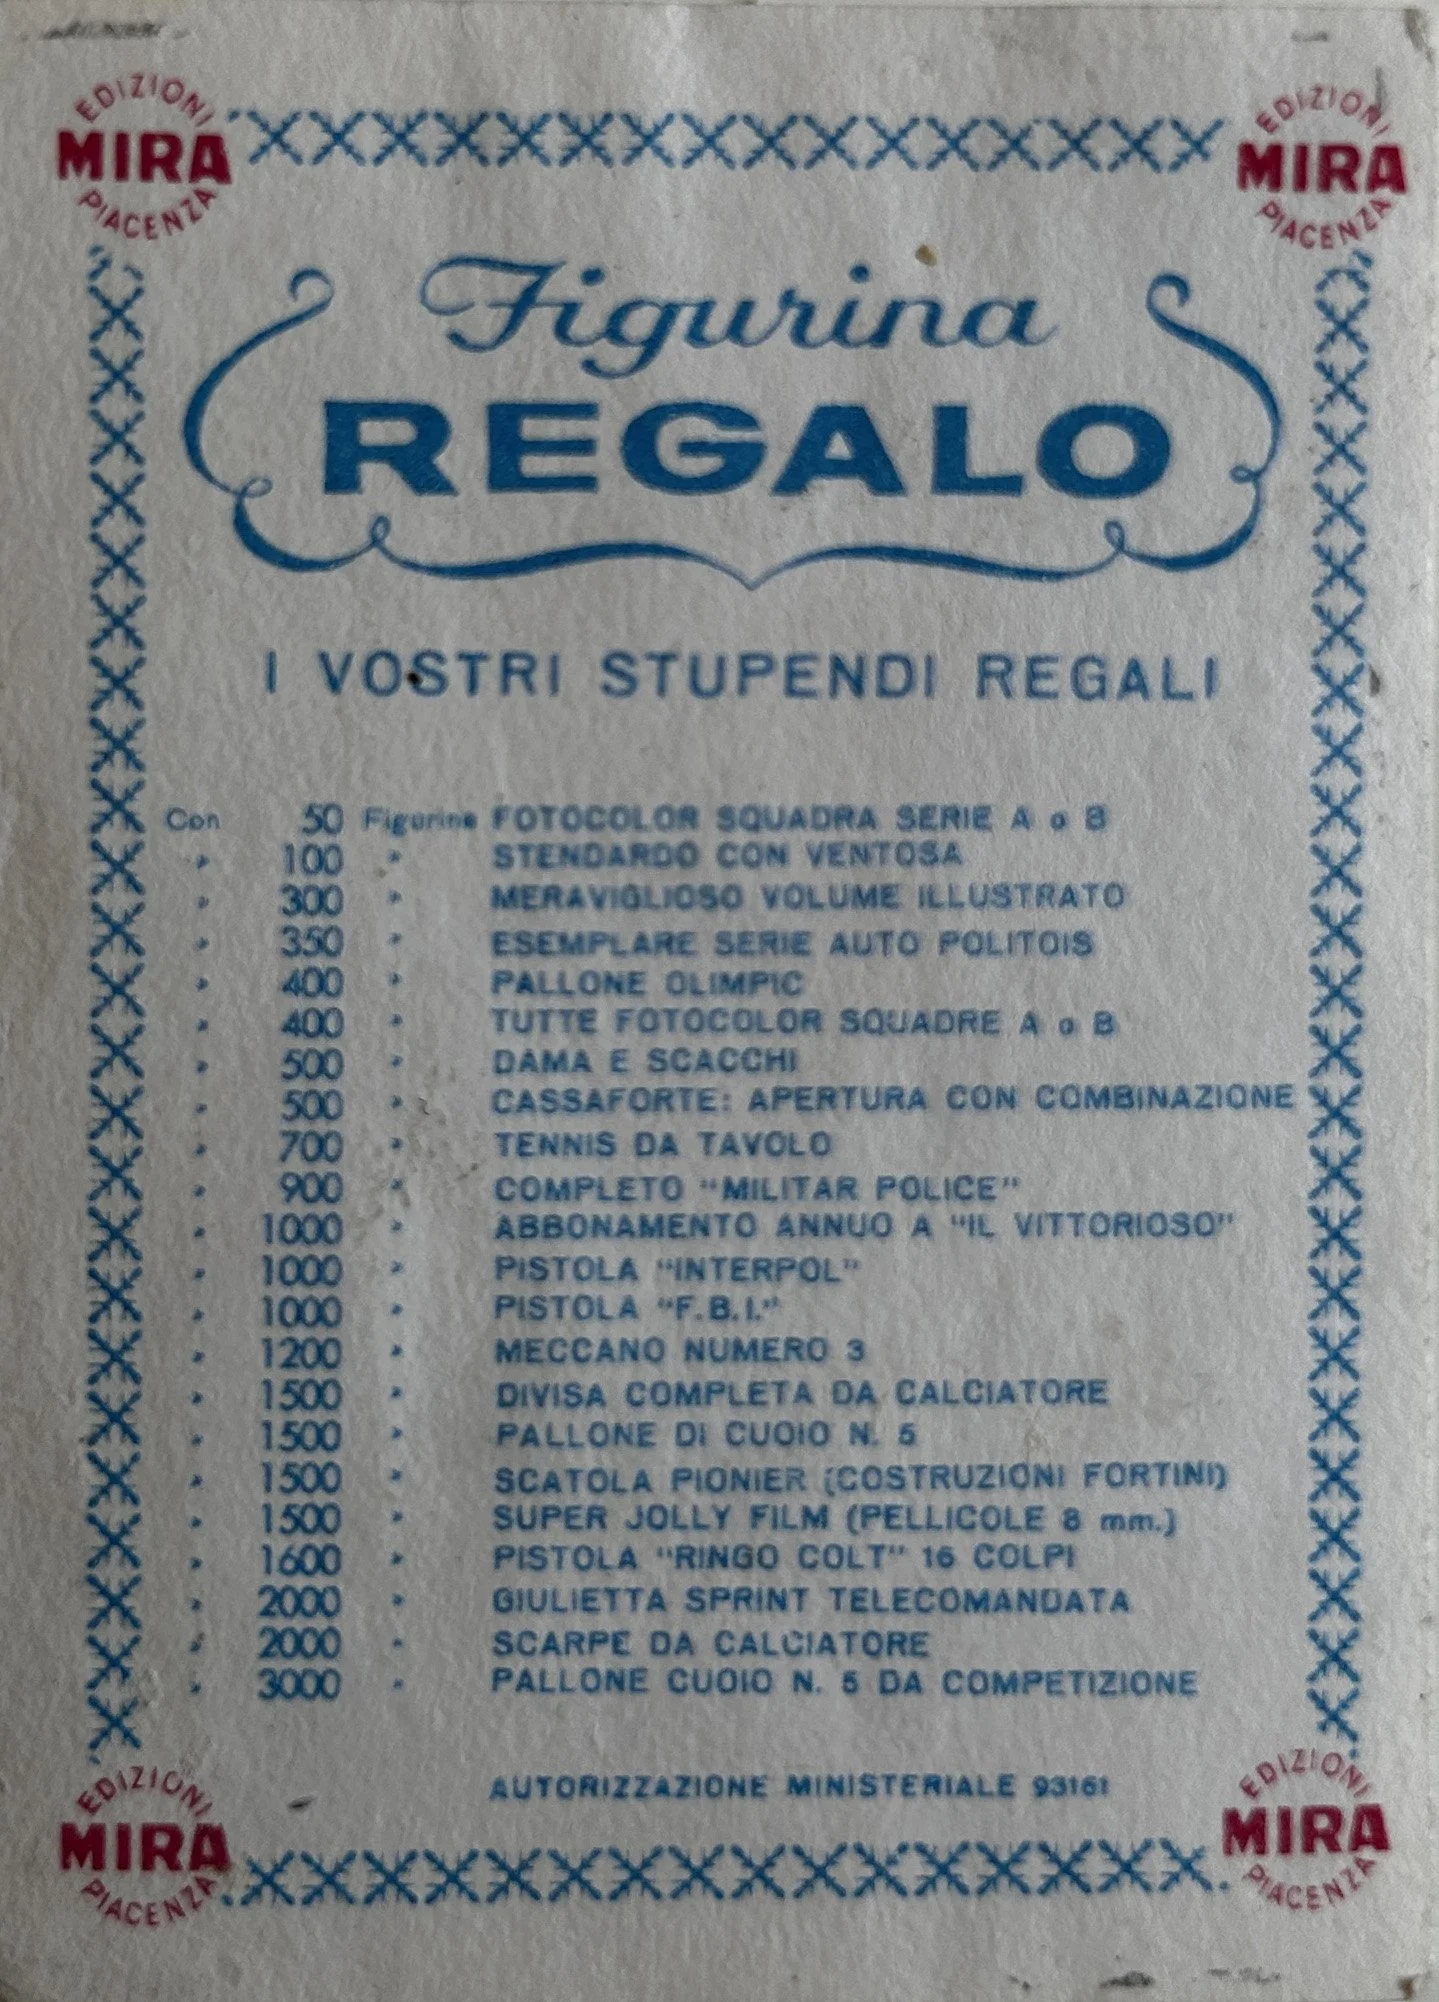 EDIZIONI
MIRA
PIACENZA
EDIZIONI
MIRA
PIACENZA
Figurina
REGALO
I VOSTRI STUPENDI REGALI
Con 50 Figurine FOTOCOLOR SQUADRA SERIE A o B
» 100 » STENDARDO CON VENTOSA
» 300 » MERAVIGLIOSO VOLUME ILLUSTRATO
» 350 » ESEMPLARE SERIE AUTO POLITOIS
» 400 » PALLONE OLIMPIC
» 400 » TUTTE FOTOCOLOR SQUADRE A o B
» 500 » DAMA E SCACCHI
» 500 » CASSAFORTE: APERTURA CON COMBINAZIONE
» 700 » TENNIS DA TAVOLO
» 900 » COMPLETO "MILITAR POLICE"
» 1000 » ABBONAMENTO ANNUO A "IL VITTORIOSO"
» 1000 » PISTOLA "INTERPOL"
» 1000 » PISTOLA "F.B.I."
» 1200 » MECCANO NUMERO 3
» 1500 » DIVISA COMPLETA DA CALCIATORE
» 1500 » PALLONE DI CUOIO N. 5
» 1500 » SCATOLA PIONIER (COSTRUZIONI FORTINI)
» 1500 » SUPER JOLLY FILM (PELLICOLE 8 mm.)
» 1600 » PISTOLA "RINGO COLT" 16 COLPI
» 2000 » GIULIETTA SPRINT TELECOMANDATA
» 2000 » SCARPE DA CALCIATORE
» 3000 » PALLONE CUOIO N. 5 DA COMPETIZIONE
AUTORIZZAZIONE MINISTERIALE 93161
EDIZIONI
MIRA
PIACENZA
EDIZIONI
MIRA
PIACENZA